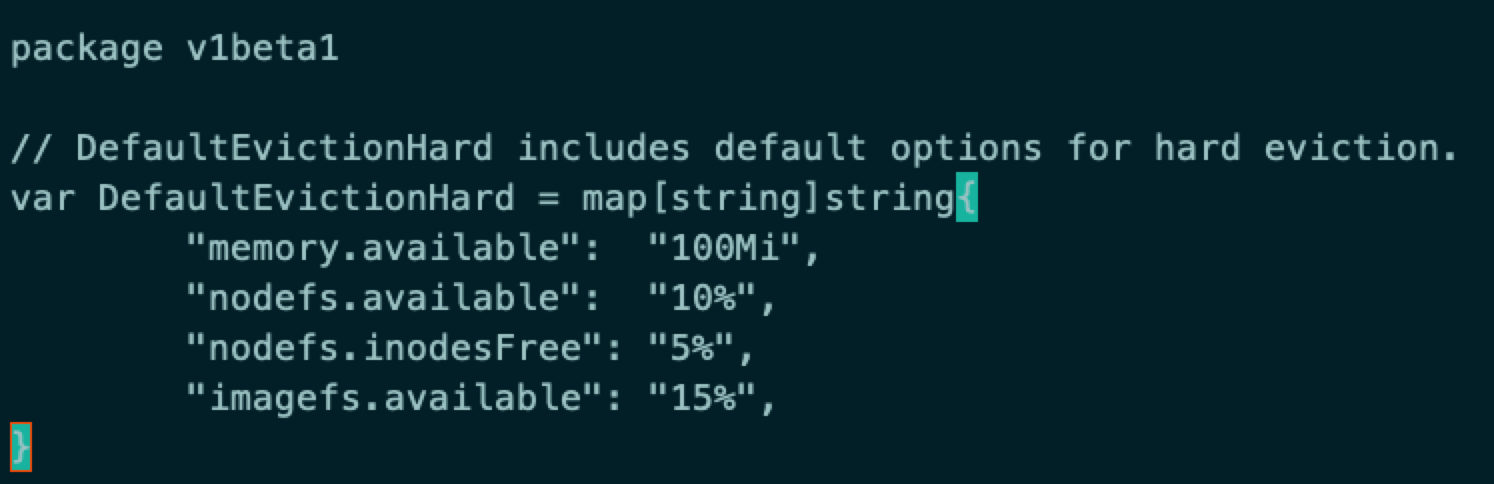 package v1beta1
// DefaultEvictionHard includes default options for hard eviction.
var DefaultEvictionHard = map[string]string{
        "memory.available":  "100Mi",
        "nodefs.available":  "10%",
        "nodefs.inodesFree": "5%",
        "imagefs.available": "15%",
}